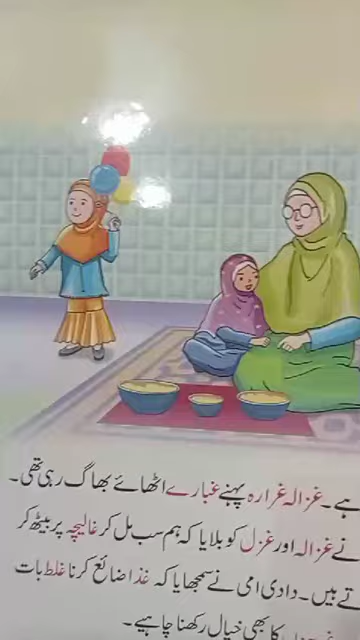 ہے۔ غزالہ غرارہ پہنے غبارے اٹھائے بھاگ رہی تھی۔
نے غزالہ اور غزل کو بلایا کہ ہم سب مل کر غالیچہ پر بیٹھ کر
تے ہیں۔ دادی امی نے سمجھایا کہ غذا ضائع کرنا غلط بات
کا بھی خیال رکھنا چاہیے۔